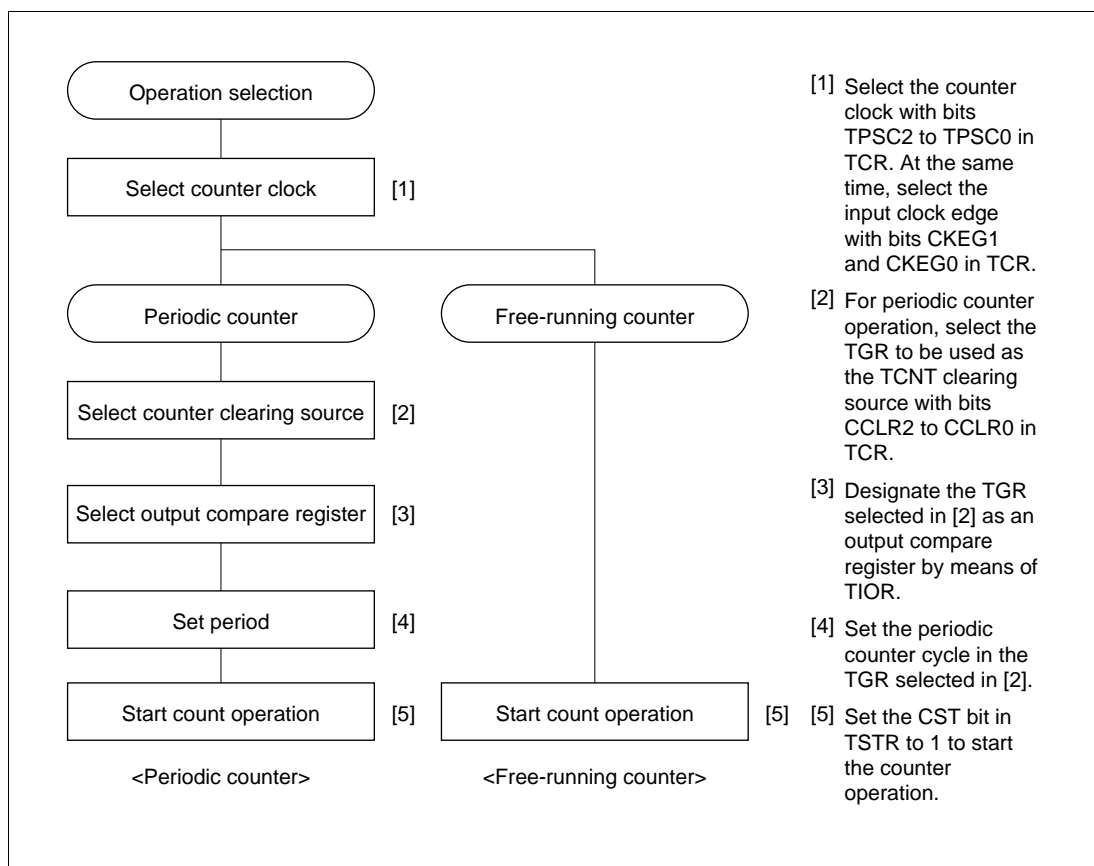 Operation selection
Select counter clock
[1]
Periodic counter
Free-running counter
Select counter clearing source
[2]
Select output compare register
[3]
Set period
[4]
Start count operation
[5]
Start count operation
[5]
<Periodic counter>
<Free-running counter>
[1] Select the counter
clock with bits
TPSC2 to TPSC0 in
TCR. At the same
time, select the
input clock edge
with bits CKEG1
and CKEG0 in TCR.
[2] For periodic counter
operation, select the
TGR to be used as
the TCNT clearing
source with bits
CCLR2 to CCLR0 in
TCR.
[3] Designate the TGR
selected in [2] as an
output compare
register by means of
TIOR.
[4] Set the periodic
counter cycle in the
TGR selected in [2].
[5] Set the CST bit in
TSTR to 1 to start
the counter
operation.